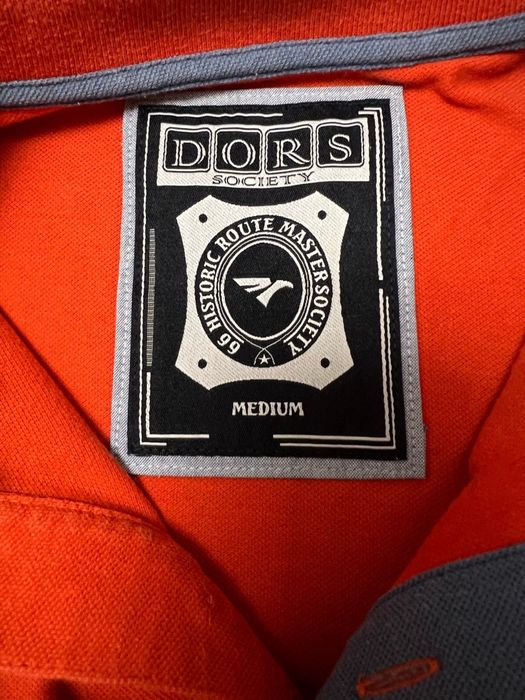 DORS
SOCIETY
66 HISTORIC ROUTE MASTER SOCIETY
MEDIUM